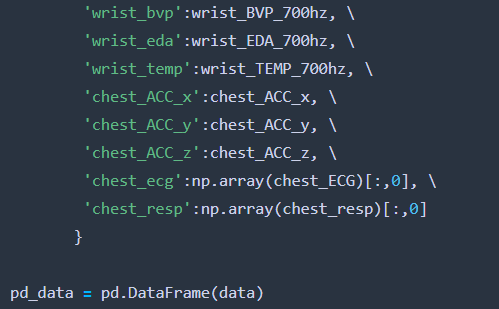 'wrist_bvp':wrist_BVP_700hz, \
'wrist_eda':wrist_EDA_700hz, \
'wrist_temp':wrist_TEMP_700hz, \
'chest_ACC_x':chest_ACC_x, \
'chest_ACC_y':chest_ACC_y, \
'chest_ACC_z':chest_ACC_z, \
'chest_ecg':np.array(chest_ECG)[:,0], \
'chest_resp':np.array(chest_resp)[:,0]
}
pd_data = pd.DataFrame(data)